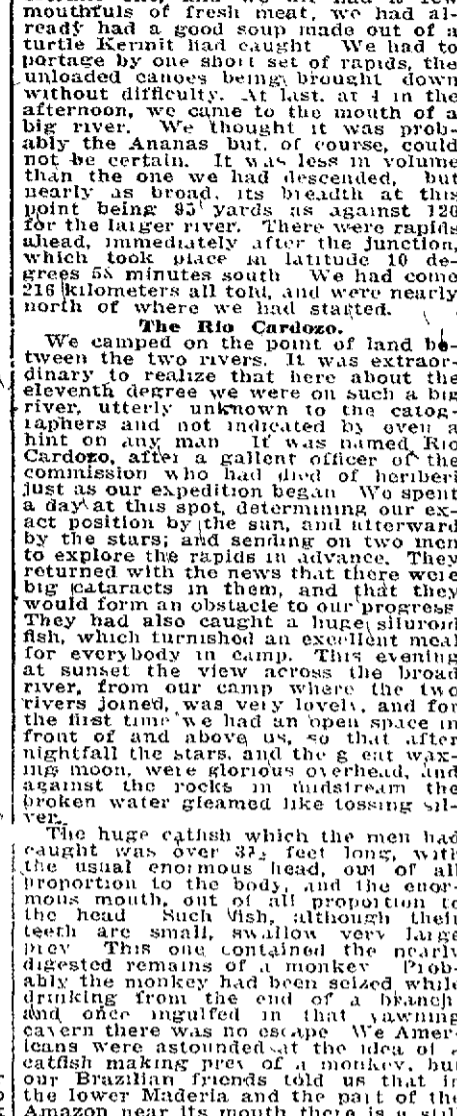 mouthfuls of fresh meat, we had al-
ready had a good soup made out of a
turtle Kermit had caught We had to
portage by one short set of rapids, the
unloaded canoes being brought down
without difficulty. At last, at 4 in the
afternoon, we came to the mouth of a
big river. We thought it was prob-
ably the Ananas but, of course, could
not be certain. It was less in volume
than the one we had descended, but
nearly as broad, its breadth at this
point being 95 yards as against 120
for the larger river. There were rapids
ahead, immediately after the junction,
which took place in latitude 10 de-
grees 58 minutes south We had come
216 kilometers all told, and were nearly
north of where we had started.
The Rio Cardozo.
We camped on the point of land be-
tween the two rivers. It was extraor-
dinary to realize that here about the
eleventh degree we were on such a big
river, utterly unknown to the catog-
raphers and not indicated by even a
hint on any man It was named Rio
Cardozo, after a gallent officer of the
commission who had died of beriberi
just as our expedition began We spent
a day at this spot, determining our ex-
act position by the sun, and afterward
by the stars; and sending on two men
to explore the rapids in advance. They
returned with the news that there were
big cataracts in them, and that they
would form an obstacle to our progress
They had also caught a huge siluroid
fish, which furnished an excellent meal
for everybody in camp. This evening
at sunset the view across the broad
river, from our camp where the two
rivers joined, was very lovely, and for
the first time we had an open space in
front of and above us, so that after
nightfall the stars, and the great wax-
ing moon, were glorious overhead, and
against the rocks in midstream the
broken water gleamed like tossing sil-
ver.
The huge catfish which the men had
caught was over 3½ feet long, with
the usual enormous head, out of all
proportion to the body, and the enor-
mous mouth, out of all proportion to
the head Such fish, although their
teeth are small, swallow very large
prey This one contained the nearly
digested remains of a monkey Prob-
ably the monkey had been seized while
drinking from the end of a branch
and once ingulfed in that yawning
cavern there was no escape We Amer-
icans were astounded at the idea of a
catfish making prey of a monkey, but
our Brazilian friends told us that in
the lower Maderia and the part of the
Amazon near its mouth there is a still